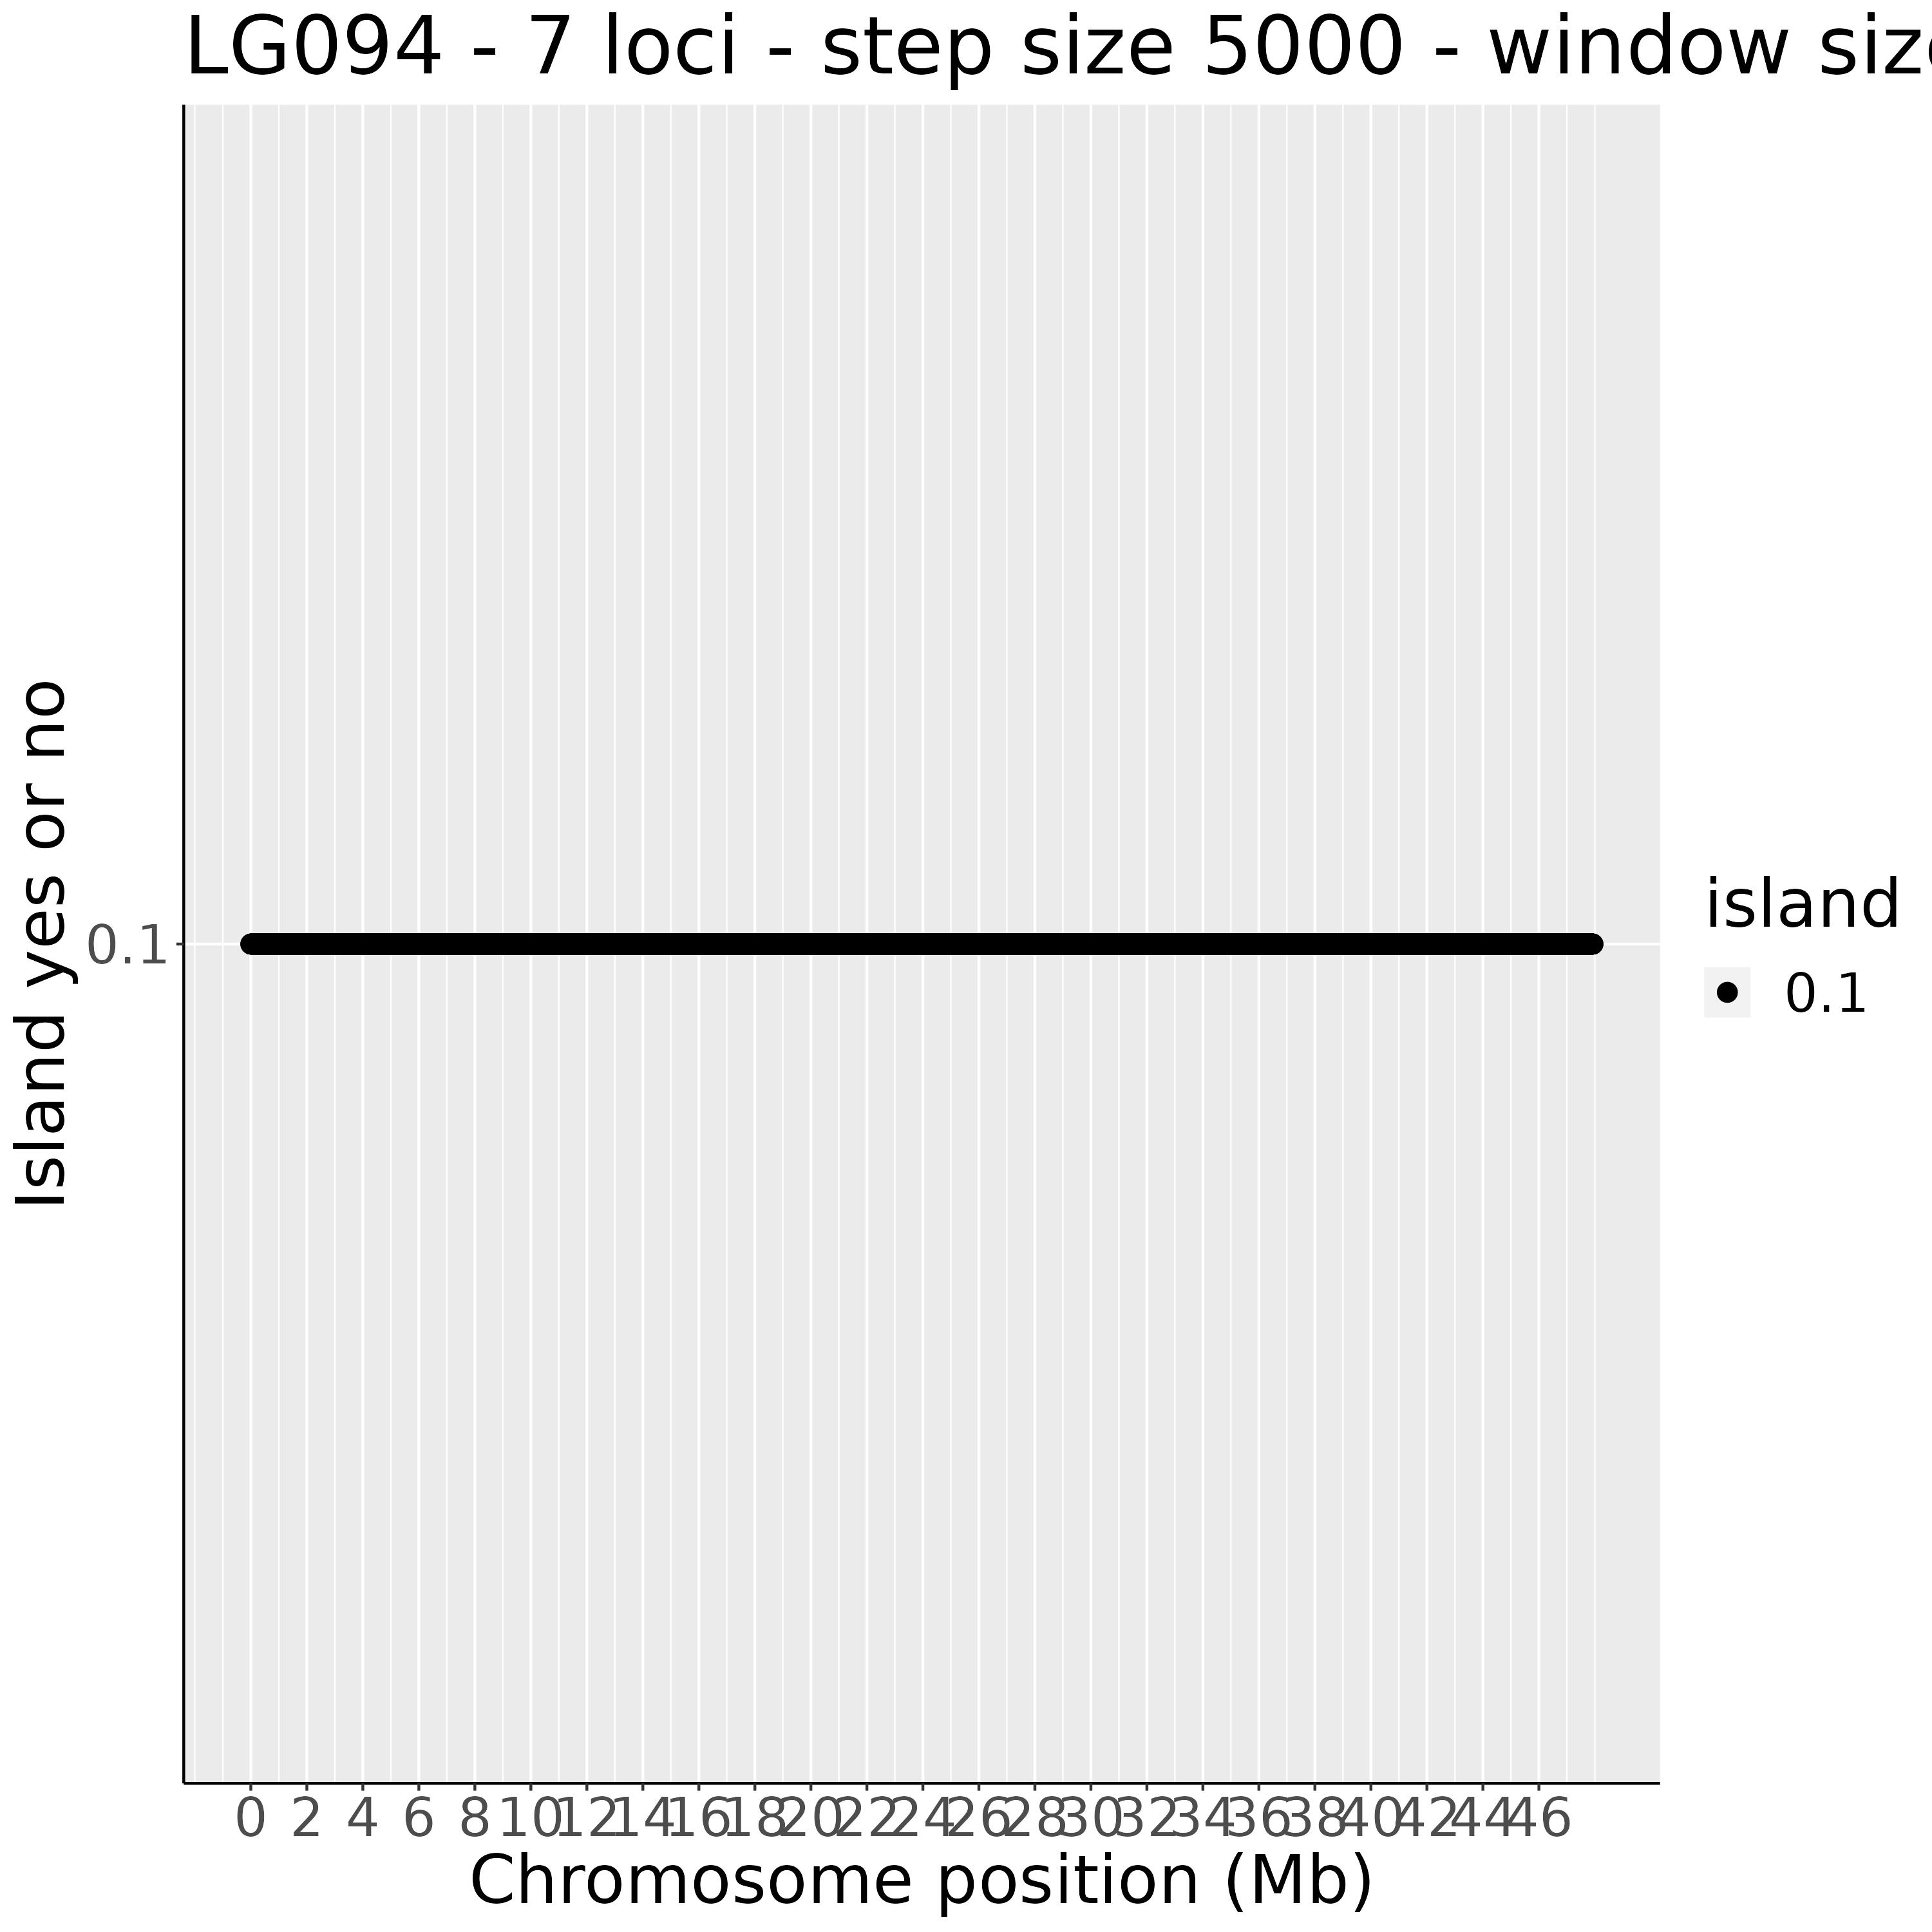 LG094 - 7 loci - step size 5000 - window size
Island yes or no
0.1
island
0.1
0 2 4 6 8 10 12 14 16 18 20 22 24 26 28 30 32 34 36 38 40 42 44 46
Chromosome position (Mb)